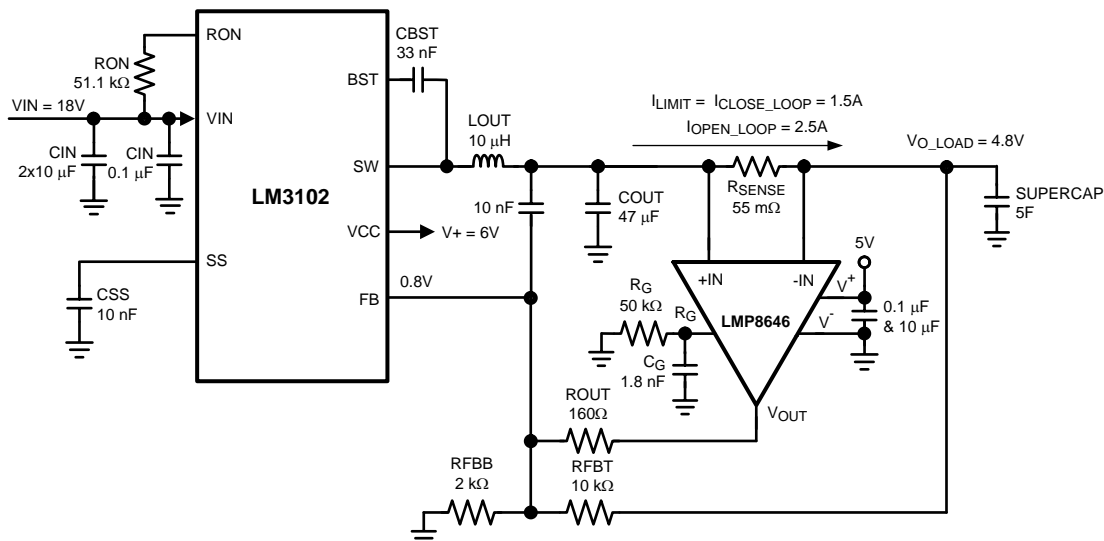 RON
RON
51.1 kΩ
VIN = 18V
VIN
CIN
2x10 μF
CIN
0.1 μF
LM3102
SS
CSS
10 nF
CBST
33 nF
BST
LOUT
10 μH
SW
VCC
V+ = 6V
10 nF
COUT
47 μF
FB
0.8V
ILIMIT = ICLOSE_LOOP = 1.5A
IOPEN_LOOP = 2.5A
RSENSE
55 mΩ
VO_LOAD = 4.8V
SUPERCAP
5F
5V
+IN
-IN
V+
V-
LMP8646
0.1 μF
& 10 μF
RG
50 kΩ
RG
CG
1.8 nF
VOUT
ROUT
160Ω
RFBB
2 kΩ
RFBT
10 kΩ